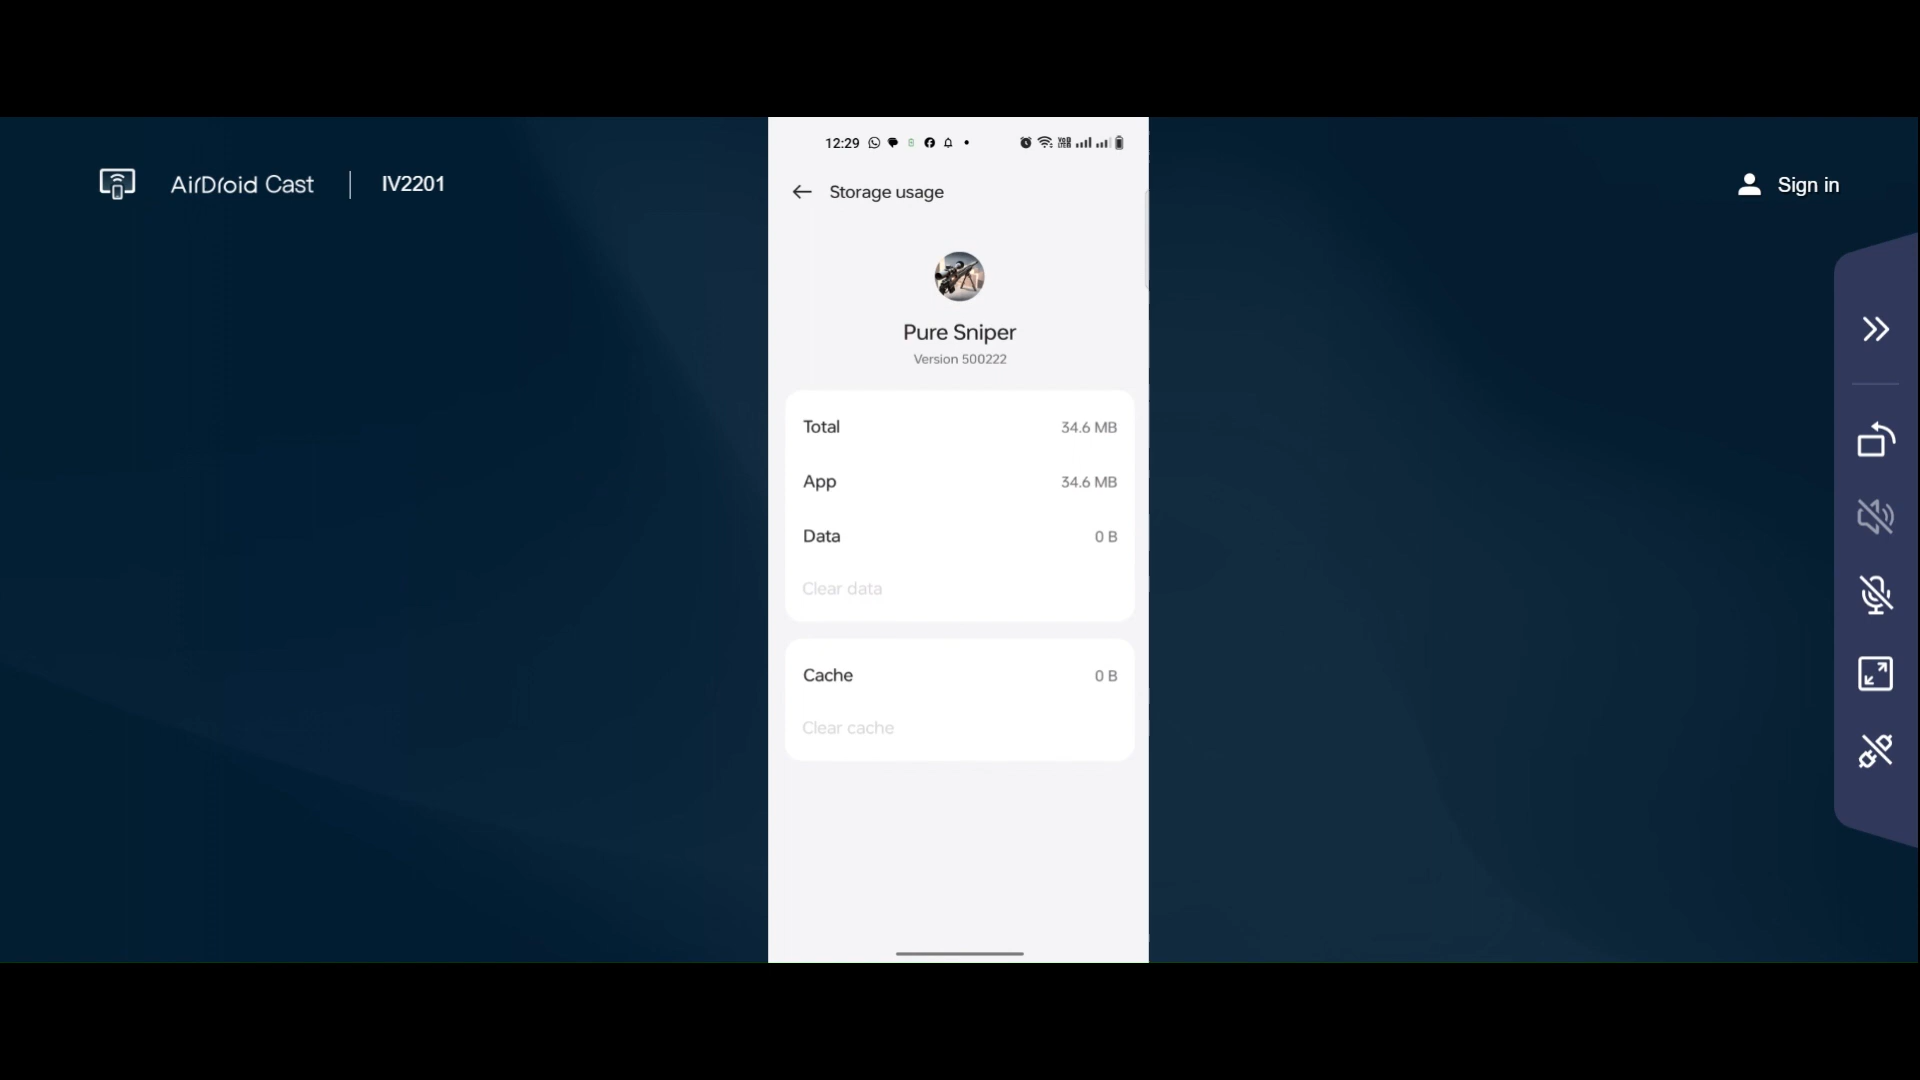 12:29
AirDroid Cast | IV2201
Sign in
Storage usage
Pure Sniper
Version 500222
Total 34.6 MB
App 34.6 MB
Data 0 B
Clear data
Cache 0 B
Clear cache